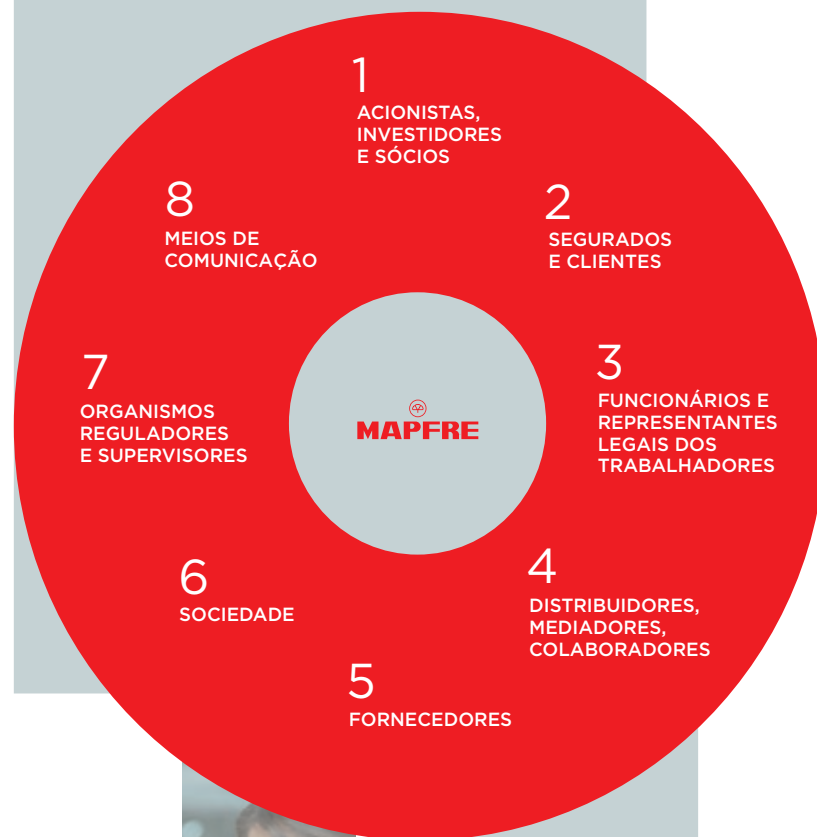 1
ACIONISTAS,
INVESTIDORES
E SÓCIOS
2
SEGURADOS
E CLIENTES
3
FUNCIONÁRIOS E
REPRESENTANTES
LEGAIS DOS
TRABALHADORES
4
DISTRIBUIDORES,
MEDIADORES,
COLABORADORES
5
FORNECEDORES
6
SOCIEDADE
7
ORGANISMOS
REGULADORES
E SUPERVISORES
8
MEIOS DE
COMUNICAÇÃO
MAPFRE